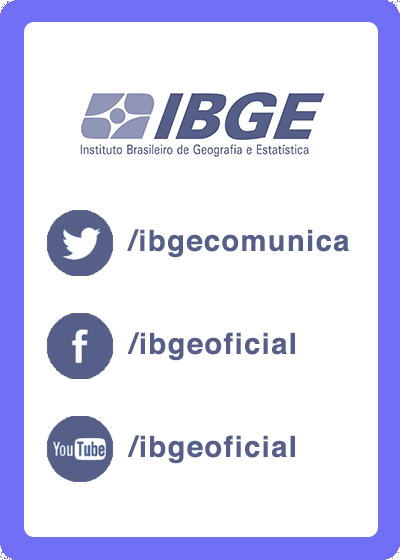 IBGE
Instituto Brasileiro de Geografia e Estatística
/ibgecomunica
f
/ibgeoficial
YouTube
/ibgeoficial